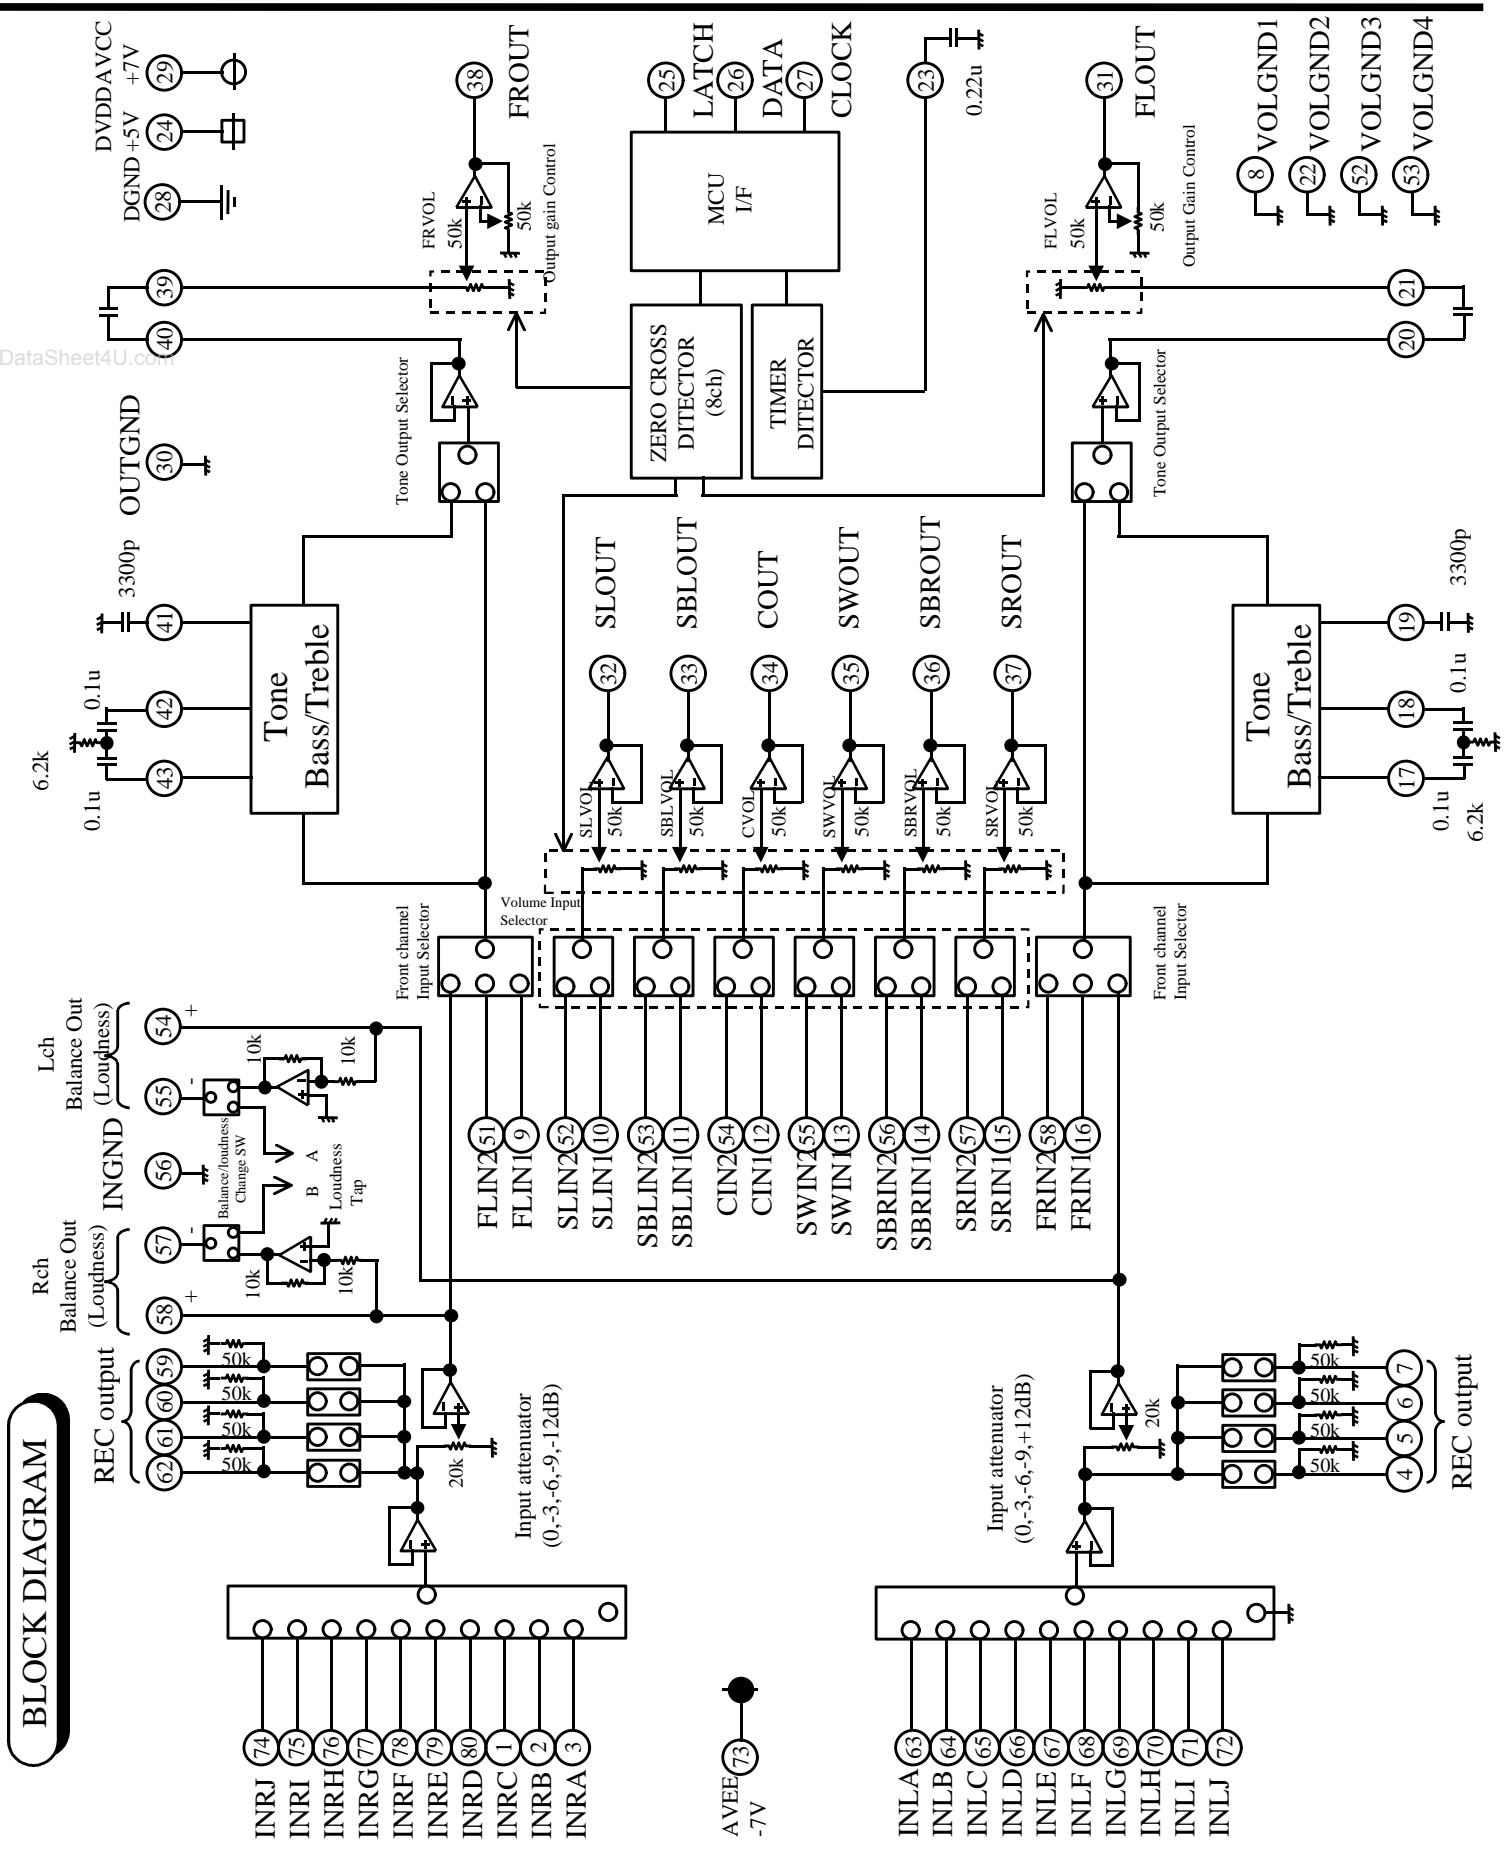 BLOCK DIAGRAM
INRJ 74
INRI 75
INRH 76
INRG 77
INRF 78
INRE 79
INRD 80
INRC 1
INRB 2
INRA 3
AVEE 73
-7V
INLA 63
INLB 64
INLC 65
INLD 66
INLE 67
INLF 68
INLG 69
INLH 70
INLI 71
INLJ 72
REC output
62 61 60 59
50k
50k
50k
50k
20k
Input attenuator
(0,-3,-6,-9,-12dB)
Input attenuator
(0,-3,-6,-9,+12dB)
20k
50k
50k
50k
50k
4 5 6 7
REC output
Rch
Balance Out
(Loudness)
58 +
57 -
10k
10k
INGND
56
Balance/loudness
Change SW
B A
Loudness
Tap
Lch
Balance Out
(Loudness)
55 -
54 +
10k
10k
FLIN2 51
FLIN1 9
SLIN2 52
SLIN1 10
SBLIN2 53
SBLIN1 11
CIN2 54
CIN1 12
SWIN2 55
SWIN1 13
SBRIN2 56
SBRIN1 14
SRIN2 57
SRIN1 15
FRIN2 58
FRIN1 16
Front channel
Input Selector
Volume Input
Selector
Front channel
Input Selector
6.2k
0.1u
0.1u
43 42 41
3300p
Tone
Bass/Treble
SLVOL
50k
SBLVOL
50k
CVOL
50k
SWVOL
50k
SBRVOL
50k
SRVOL
50k
32 SLOUT
33 SBLOUT
34 COUT
35 SWOUT
36 SBROUT
37 SROUT
Tone
Bass/Treble
17 18 19
0.1u
0.1u
6.2k
3300p
OUTGND
30
Tone Output Selector
Tone Output Selector
ZERO CROSS
DITECTOR
(8ch)
TIMER
DITECTOR
MCU
I/F
40 39
20 21
FRVOL
50k
50k
Output gain Control
FLVOL
50k
50k
Output Gain Control
DGND
28
DVDD
+5V
24
AVCC
+7V
29
38
FROUT
25 LATCH
26 DATA
27 CLOCK
23
0.22u
31
FLOUT
8 VOLGND1
22 VOLGND2
52 VOLGND3
53 VOLGND4
DataSheet4U.com